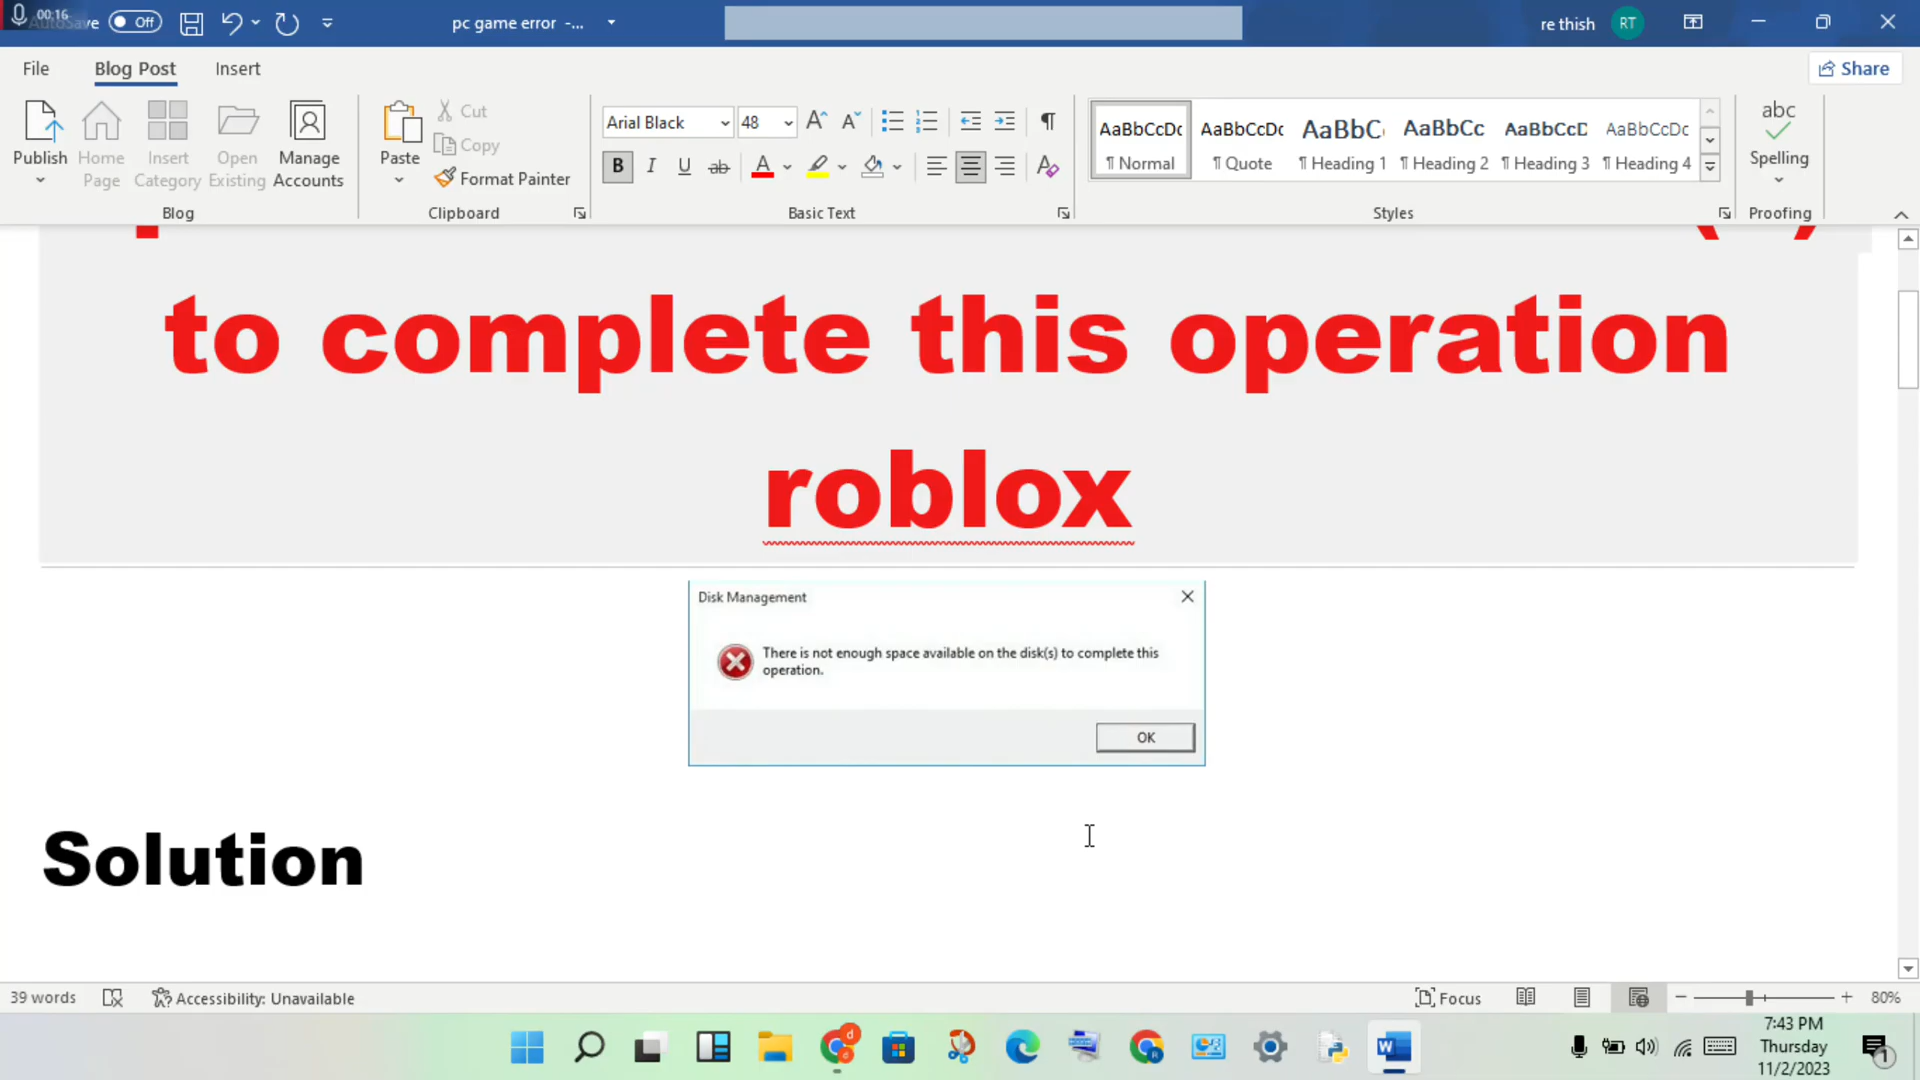 00:16
Off
pc game error -...
re thish
RT
File
Blog Post
Insert
Share
Publish
Home Page
Insert Category
Open Existing
Manage Accounts
Blog
Paste
Cut
Copy
Format Painter
Clipboard
Arial Black
48
B I U ab
A
Basic Text
AaBbCcDc
¶ Normal
AaBbCcDc
¶ Quote
AaBbC
¶ Heading 1
AaBbCc
¶ Heading 2
AaBbCcD
¶ Heading 3
AaBbCcDc
¶ Heading 4
Styles
abc
Spelling
Proofing
to complete this operation
roblox
Disk Management
There is not enough space available on the disk(s) to complete this
operation.
OK
Solution
39 words
Accessibility: Unavailable
Focus
80%
7:43 PM
Thursday
11/2/2023
1